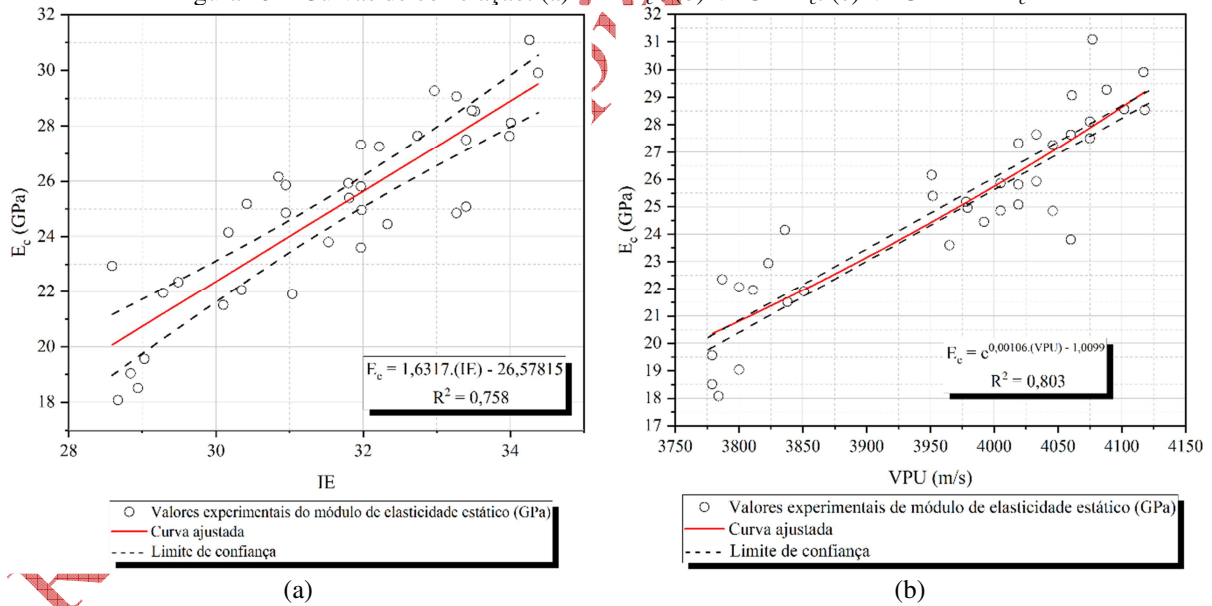 E_c (GPa)
32
30
28
26
24
22
20
18
28
30
32
34
IE
E_c = 1,6317.(IE) - 26,57815
R² = 0,758
○ Valores experimentais do módulo de elasticidade estático (GPa)
Curva ajustada
Limite de confiança
(a)
E_c (GPa)
32
31
30
29
28
27
26
25
24
23
22
21
20
19
18
17
3750
3800
3850
3900
3950
4000
4050
4100
4150
VPU (m/s)
E_c = e^0,00106.(VPU) - 1,0099
R² = 0,803
○ Valores experimentais de módulo de elasticidade estático (GPa)
Curva ajustada
Limite de confiança
(b)